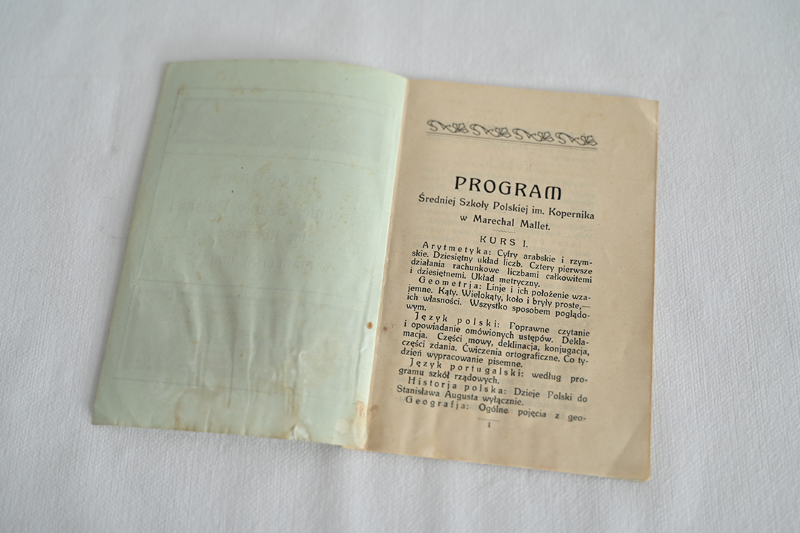 PROGRAM
Średniej Szkoły Polskiej im. Kopernika
w Marechal Mallet.
KURS I.
Arytmetyka: Cyfry arabskie i rzym-
skie. Dziesiętny układ liczb. Cztery pierwsze
działania rachunkowe liczbami całkowitemi
i dziesiętnemi. Układ metryczny.
Geometrja: Linje i ich położenie wza-
jemne. Kąty. Wielokąty, koło i bryły proste,—
ich własności. Wszystko sposobem poglądo-
wym.
Język polski: Poprawne czytanie
i opowiadanie omówionych ustępów. Dekla-
macja. Części mowy, deklinacja, konjugacja,
części zdania. Ćwiczenia ortograficzne. Co ty-
dzień wypracowanie pisemne.
Język portugalski: według pro-
gramu szkół rządowych.
Historja polska: Dzieje Polski do
Stanisława Augusta wyłącznie.
Geografja: Ogólne pojęcia z geo-
1